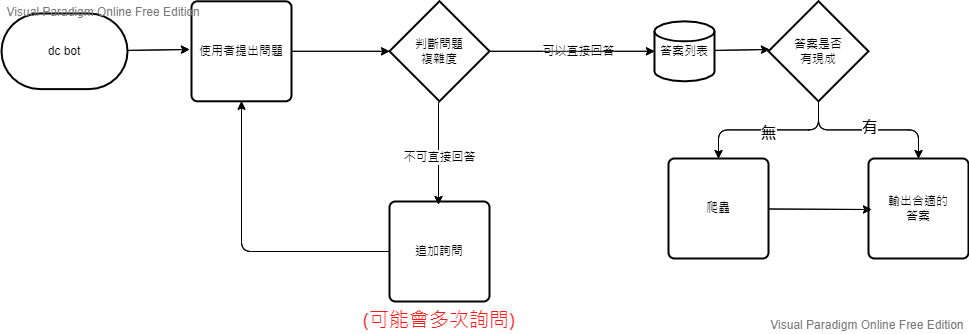 Visual Paradigm Online Free Edition
dc bot
使用者提出問題
判斷問題
複雜度
可以直接回答
答案列表
答案是否
有現成
無
有
不可直接回答
爬蟲
輸出合適的
答案
追加詢問
(可能會多次詢問)
Visual Paradigm Online Free Edition